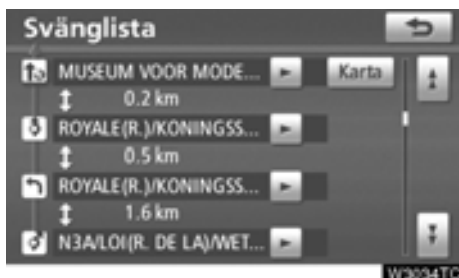 Svänglista
MUSEUM VOOR MODE... Karta
0.2 km
ROYALE(R.)/KONINGSS...
0.5 km
ROYALE(R.)/KONINGSS...
1.6 km
N3A/LOI(R. DE LA)/WET...
W3034TC